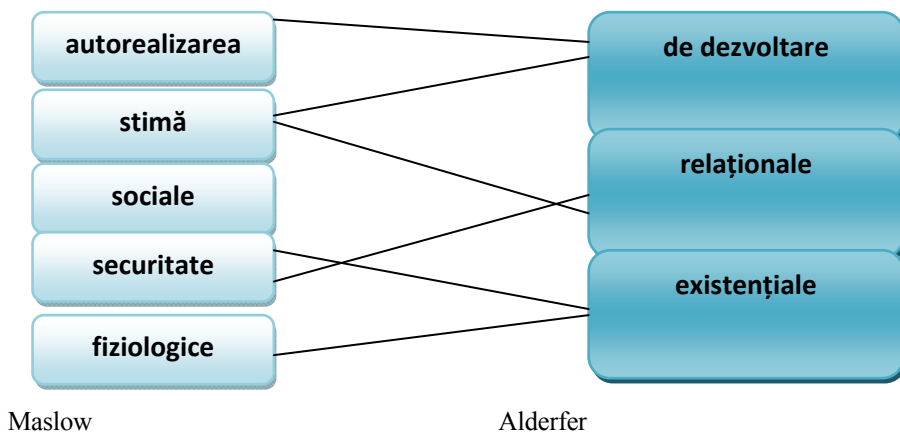 autorealizarea
stimă
sociale
securitate
fiziologice
de dezvoltare
relaționale
existențiale
Maslow
Alderfer